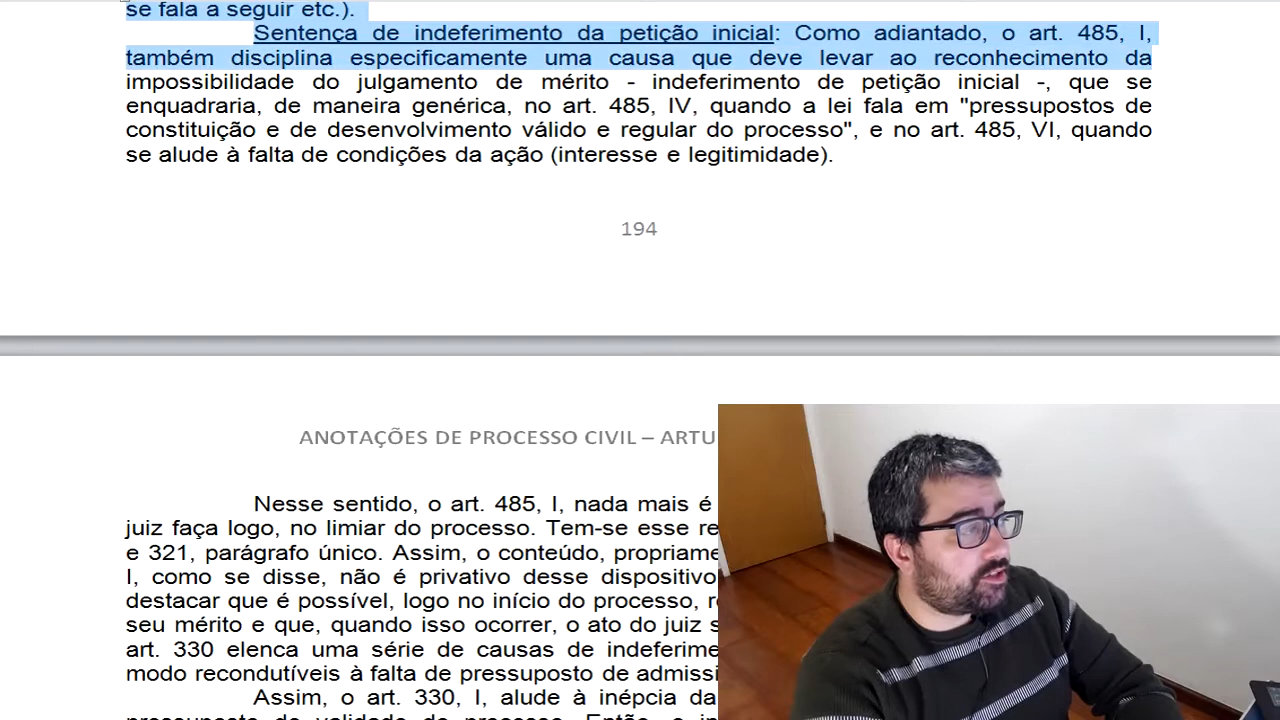 se fala a seguir etc.).
Sentença de indeferimento da petição inicial: Como adiantado, o art. 485, I,
também disciplina especificamente uma causa que deve levar ao reconhecimento da
impossibilidade do julgamento de mérito - indeferimento de petição inicial -, que se
enquadraria, de maneira genérica, no art. 485, IV, quando a lei fala em "pressupostos de
constituição e de desenvolvimento válido e regular do processo", e no art. 485, VI, quando
se alude à falta de condições da ação (interesse e legitimidade).
194
ANOTAÇÕES DE PROCESSO CIVIL – ARTU
Nesse sentido, o art. 485, I, nada mais é
juiz faça logo, no limiar do processo. Tem-se esse re
e 321, parágrafo único. Assim, o conteúdo, propriame
I, como se disse, não é privativo desse dispositivo
destacar que é possível, logo no início do processo, r
seu mérito e que, quando isso ocorrer, o ato do juiz s
art. 330 elenca uma série de causas de indeferime
modo recondutíveis à falta de pressuposto de admissi
Assim, o art. 330, I, alude à inépcia da
pressuposto de validade do processo. Então, o in